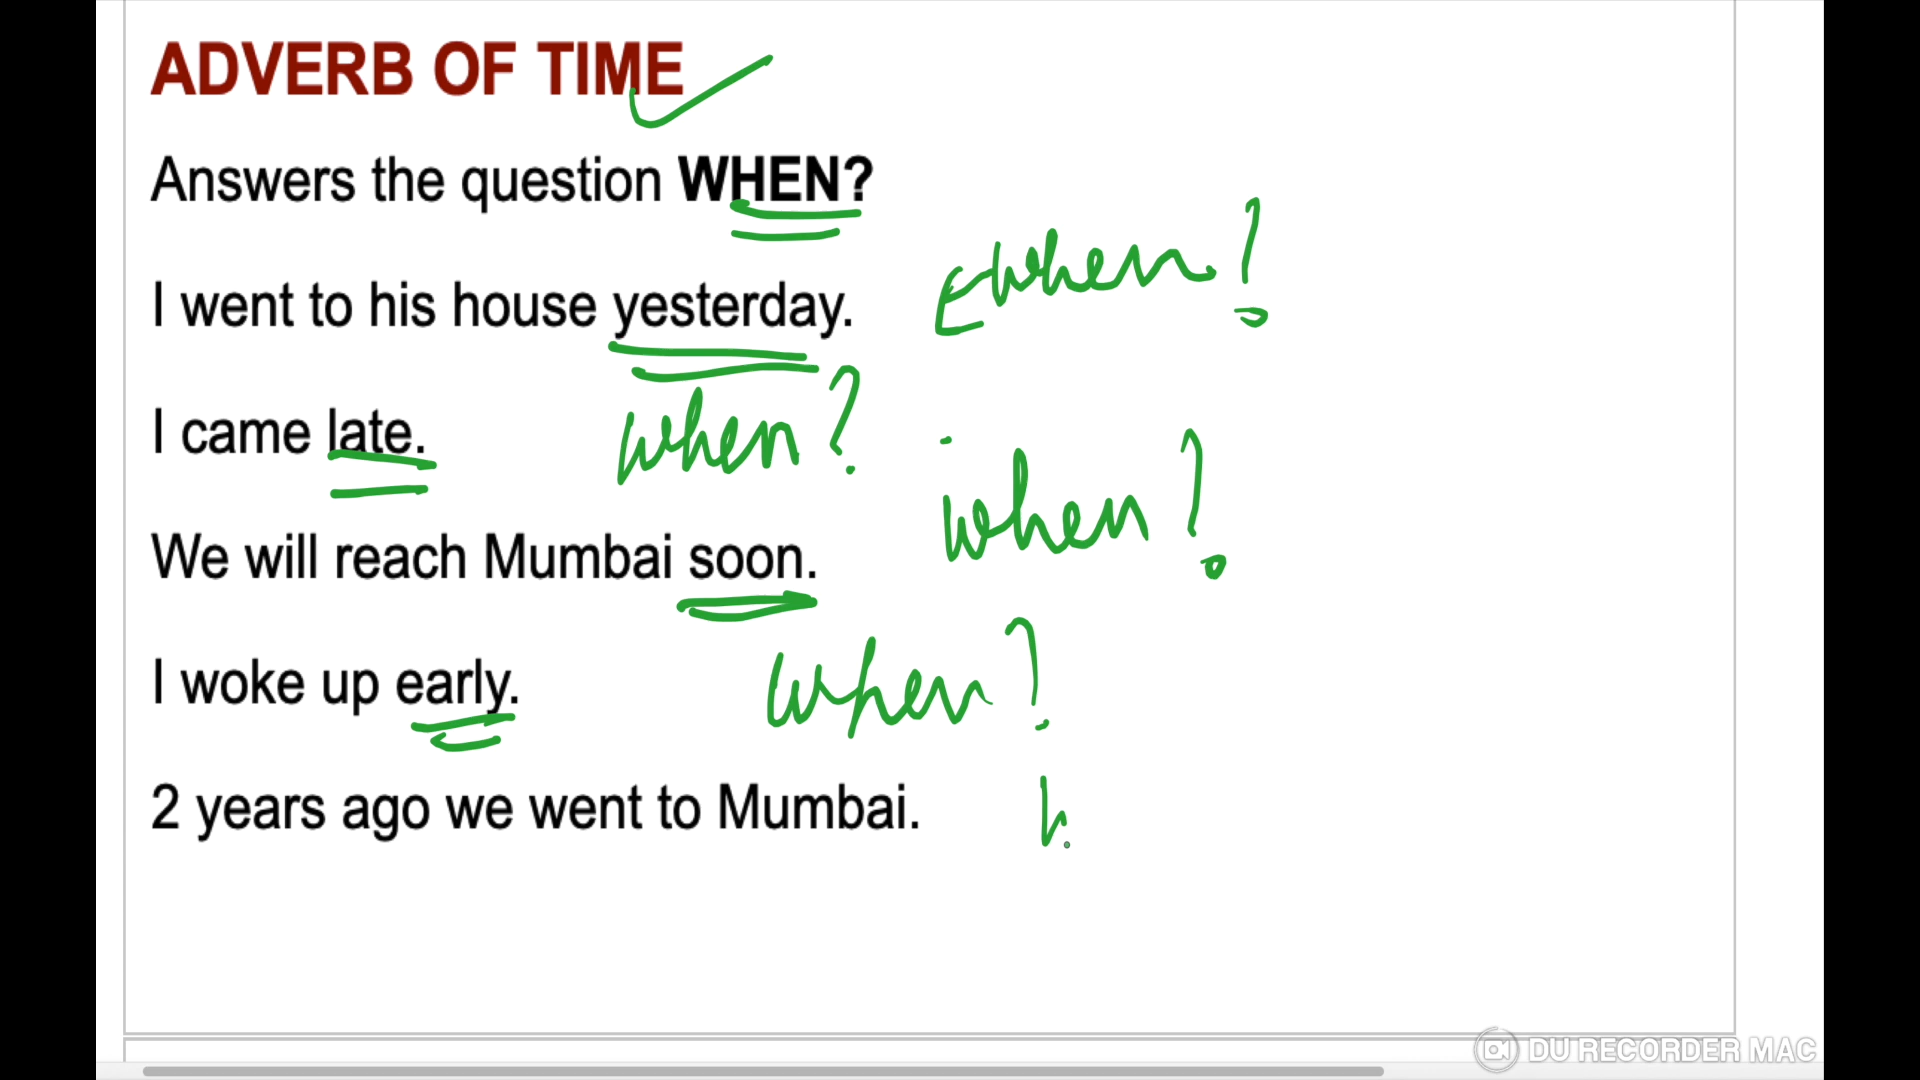 ADVERB OF TIME
Answers the question WHEN?
I went to his house yesterday. when?
I came late. when?
We will reach Mumbai soon. when?
I woke up early. when?
2 years ago we went to Mumbai.
DU RECORDER MAC